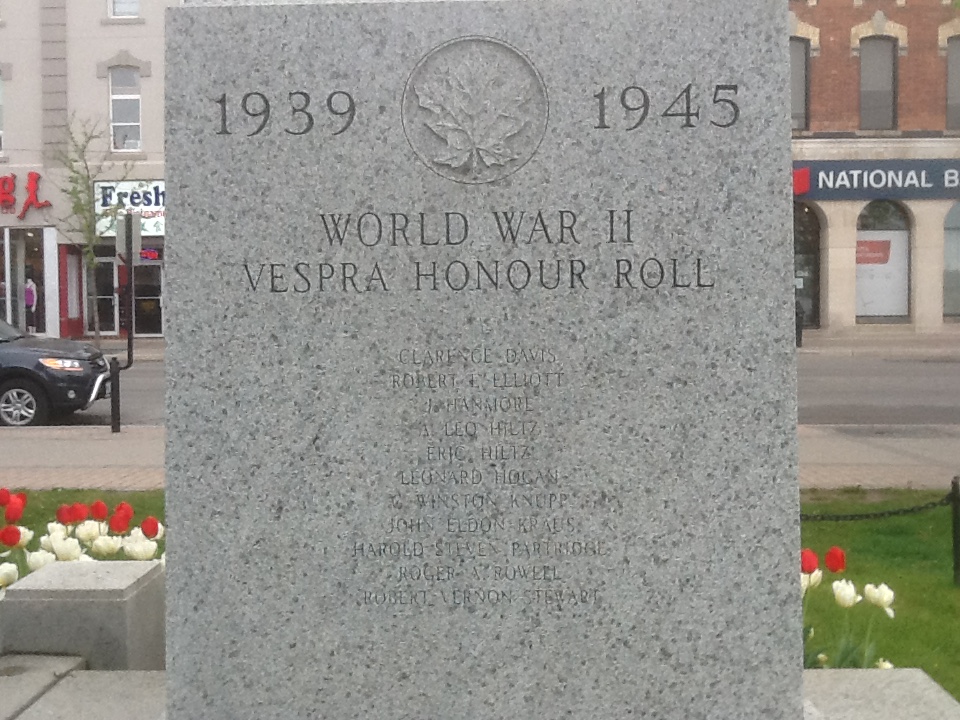 1939 1945
WORLD WAR II
VESPRA HONOUR ROLL
CLARENCE DAVIS
ROBERT E. ELLIOTT
J. HANMORE
A. LEO HILTZ
ERIC HILTZ
LEONARD HOGAN
C. WINSTON KNUPP
JOHN ELDON KRAUS
HAROLD STEVEN PARTRIDGE
ROGER A. ROWELL
ROBERT VERNON STEWART
Fresh
NATIONAL B